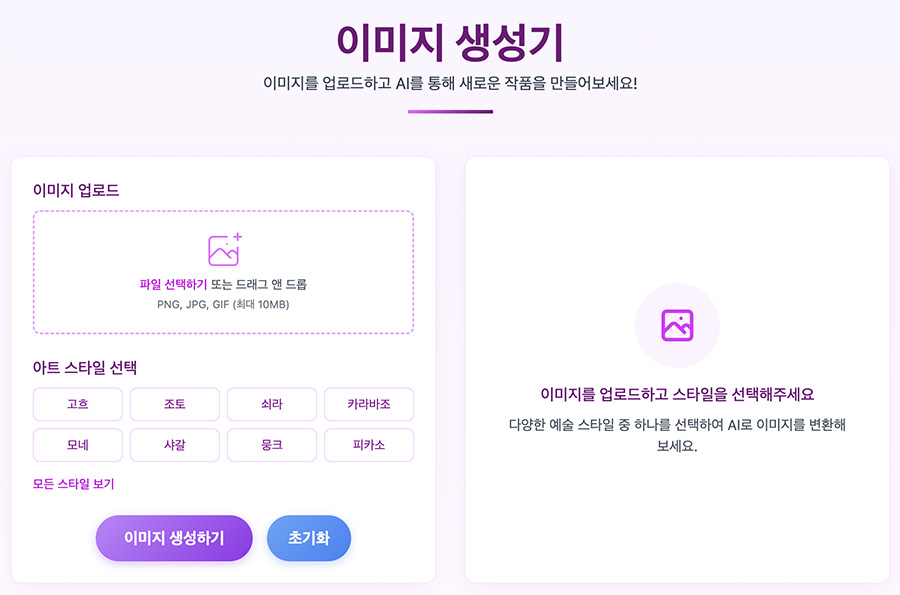 이미지 생성기
이미지를 업로드하고 AI를 통해 새로운 작품을 만들어보세요!
이미지 업로드
파일 선택하기 또는 드래그 앤 드롭
PNG, JPG, GIF (최대 10MB)
아트 스타일 선택
고흐 조토 쇠라 카라바조
모네 샤갈 뭉크 피카소
모든 스타일 보기
이미지 생성하기 초기화
이미지를 업로드하고 스타일을 선택해주세요
다양한 예술 스타일 중 하나를 선택하여 AI로 이미지를 변환해
보세요.